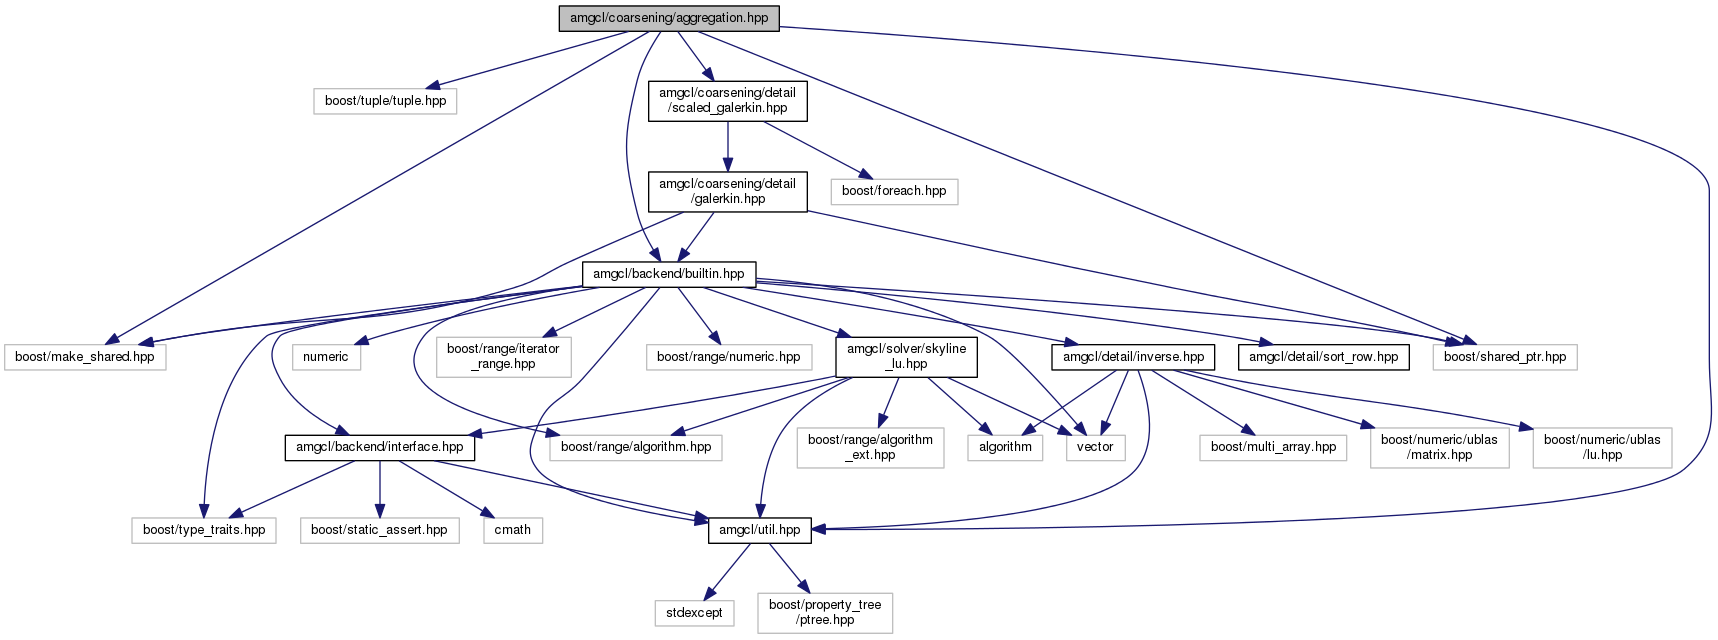 amgcl/coarsening/aggregation.hpp
boost/tuple/tuple.hpp
amgcl/coarsening/detail
/scaled_galerkin.hpp
amgcl/coarsening/detail
/galerkin.hpp
boost/foreach.hpp
amgcl/backend/builtin.hpp
boost/make_shared.hpp
numeric
boost/range/iterator
_range.hpp
boost/range/numeric.hpp
amgcl/solver/skyline
_lu.hpp
amgcl/detail/inverse.hpp
amgcl/detail/sort_row.hpp
boost/shared_ptr.hpp
amgcl/backend/interface.hpp
boost/range/algorithm.hpp
boost/range/algorithm
_ext.hpp
algorithm
vector
boost/multi_array.hpp
boost/numeric/ublas
/matrix.hpp
boost/numeric/ublas
/lu.hpp
boost/type_traits.hpp
boost/static_assert.hpp
cmath
amgcl/util.hpp
stdexcept
boost/property_tree
/ptree.hpp